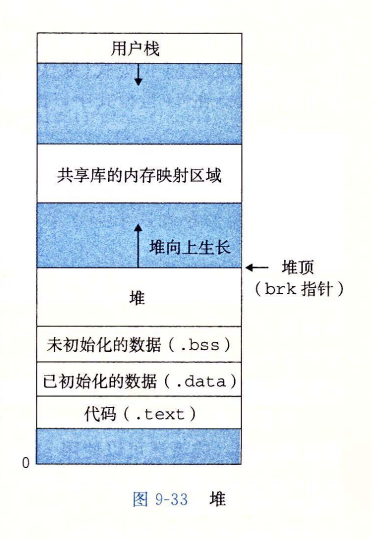 用户栈
共享库的内存映射区域
堆向上生长
堆顶
(brk 指针)
堆
未初始化的数据(.bss)
已初始化的数据(.data)
代码(.text)
0
图 9-33 堆